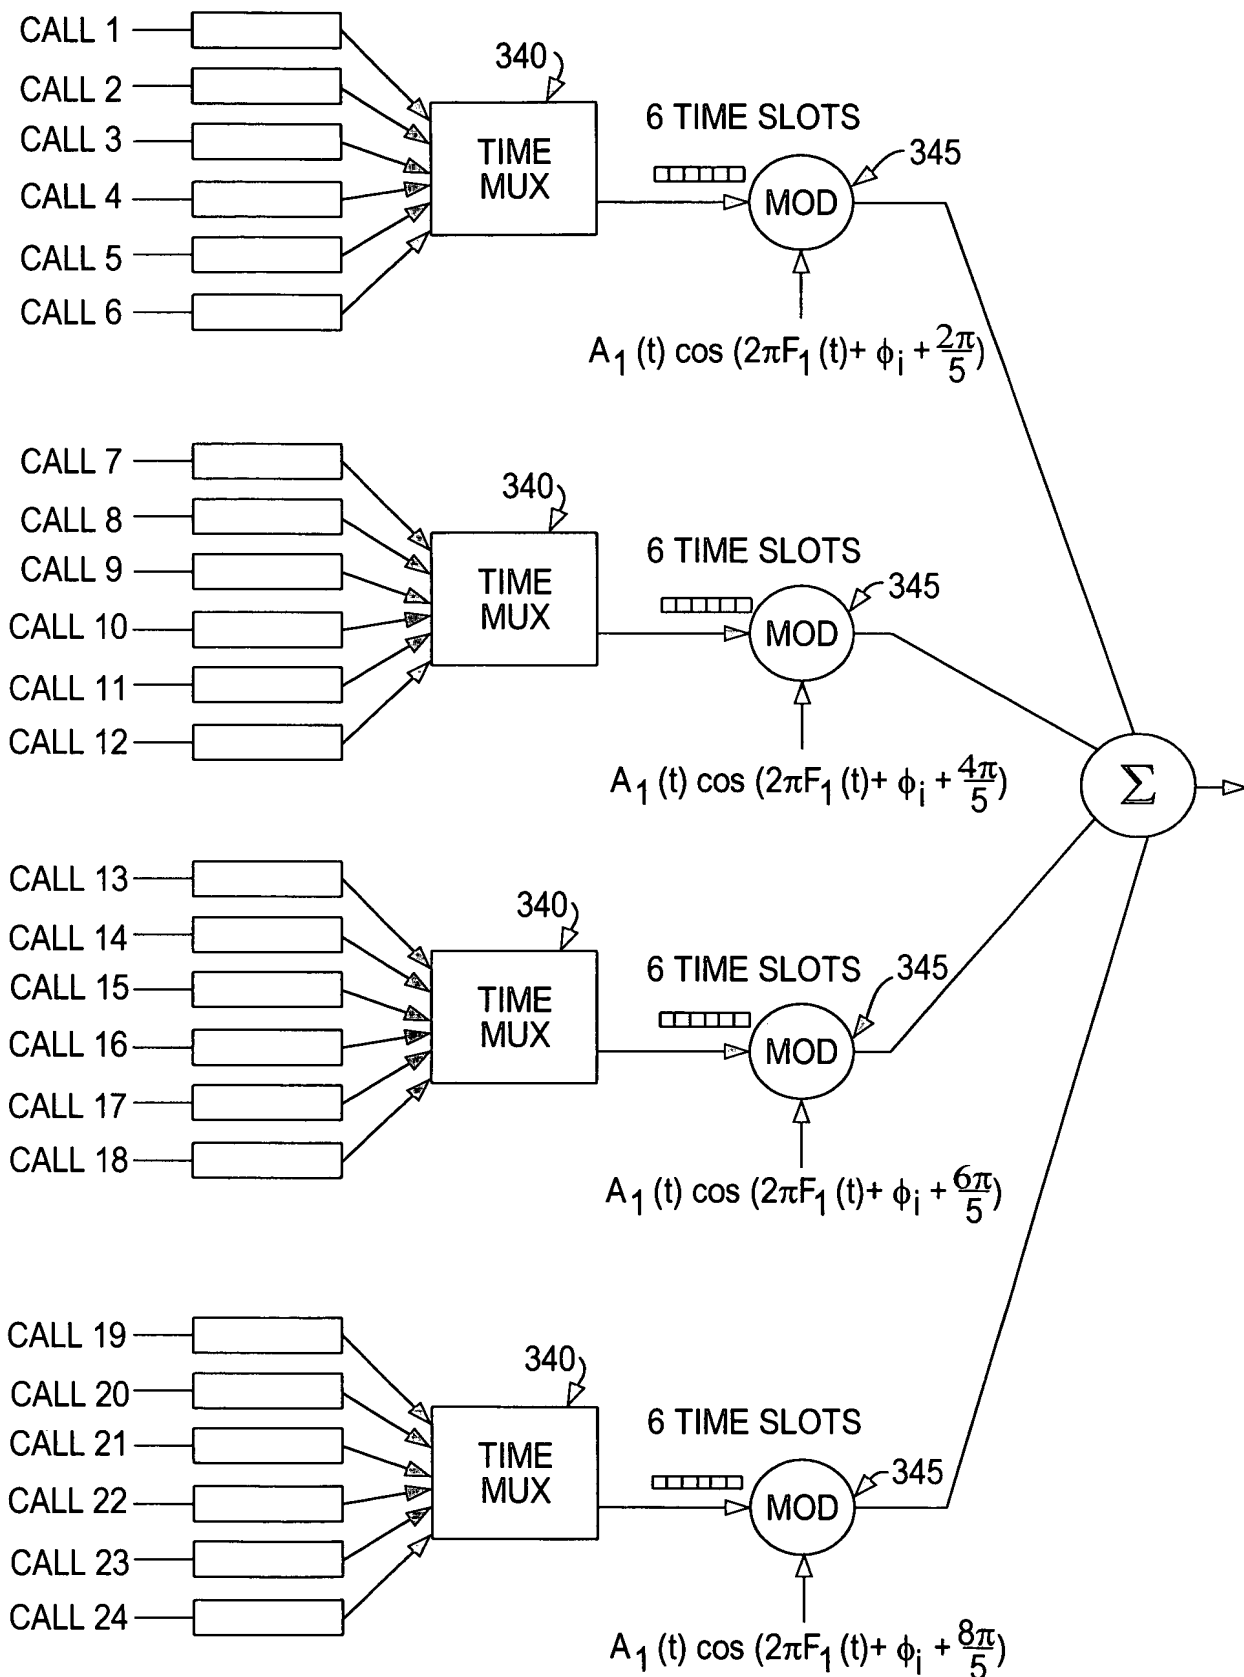 CALL 1
CALL 2
CALL 3
CALL 4
CALL 5
CALL 6
340
TIME
MUX
6 TIME SLOTS
MOD
345
A₁ (t) cos (2πF₁ (t)+ ϕᵢ + 2π/5)
CALL 7
CALL 8
CALL 9
CALL 10
CALL 11
CALL 12
340
TIME
MUX
6 TIME SLOTS
MOD
345
A₁ (t) cos (2πF₁ (t)+ ϕᵢ + 4π/5)
Σ
CALL 13
CALL 14
CALL 15
CALL 16
CALL 17
CALL 18
340
TIME
MUX
6 TIME SLOTS
MOD
345
A₁ (t) cos (2πF₁ (t)+ ϕᵢ + 6π/5)
CALL 19
CALL 20
CALL 21
CALL 22
CALL 23
CALL 24
340
TIME
MUX
6 TIME SLOTS
MOD
345
A₁ (t) cos (2πF₁ (t)+ ϕᵢ + 8π/5)